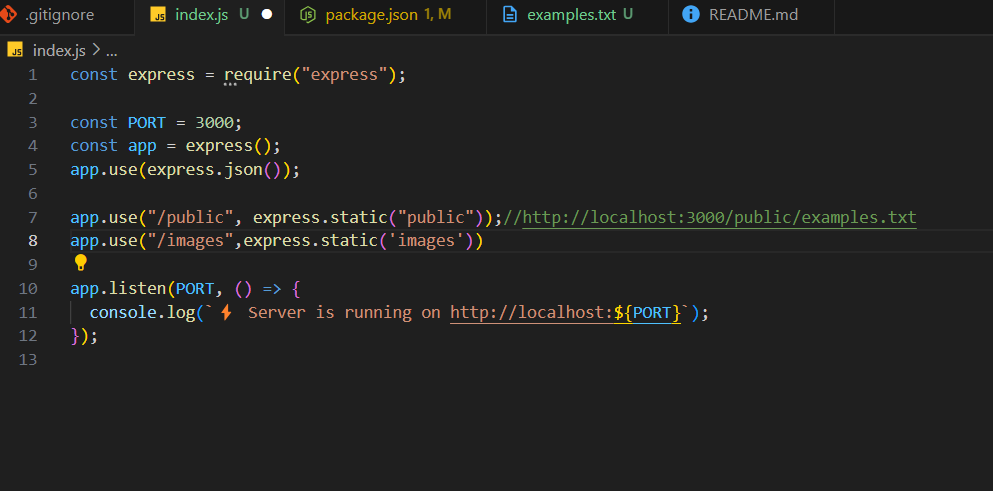 .gitignore
JS index.js U
package.json 1, M
examples.txt U
README.md
JS index.js > ...
1 const express = require("express");
2
3 const PORT = 3000;
4 const app = express();
5 app.use(express.json());
6
7 app.use("/public", express.static("public"));//http://localhost:3000/public/examples.txt
8 app.use("/images",express.static('images'))
9
10 app.listen(PORT, () => {
11   console.log(`⚡ Server is running on http://localhost:${PORT}`);
12 });
13